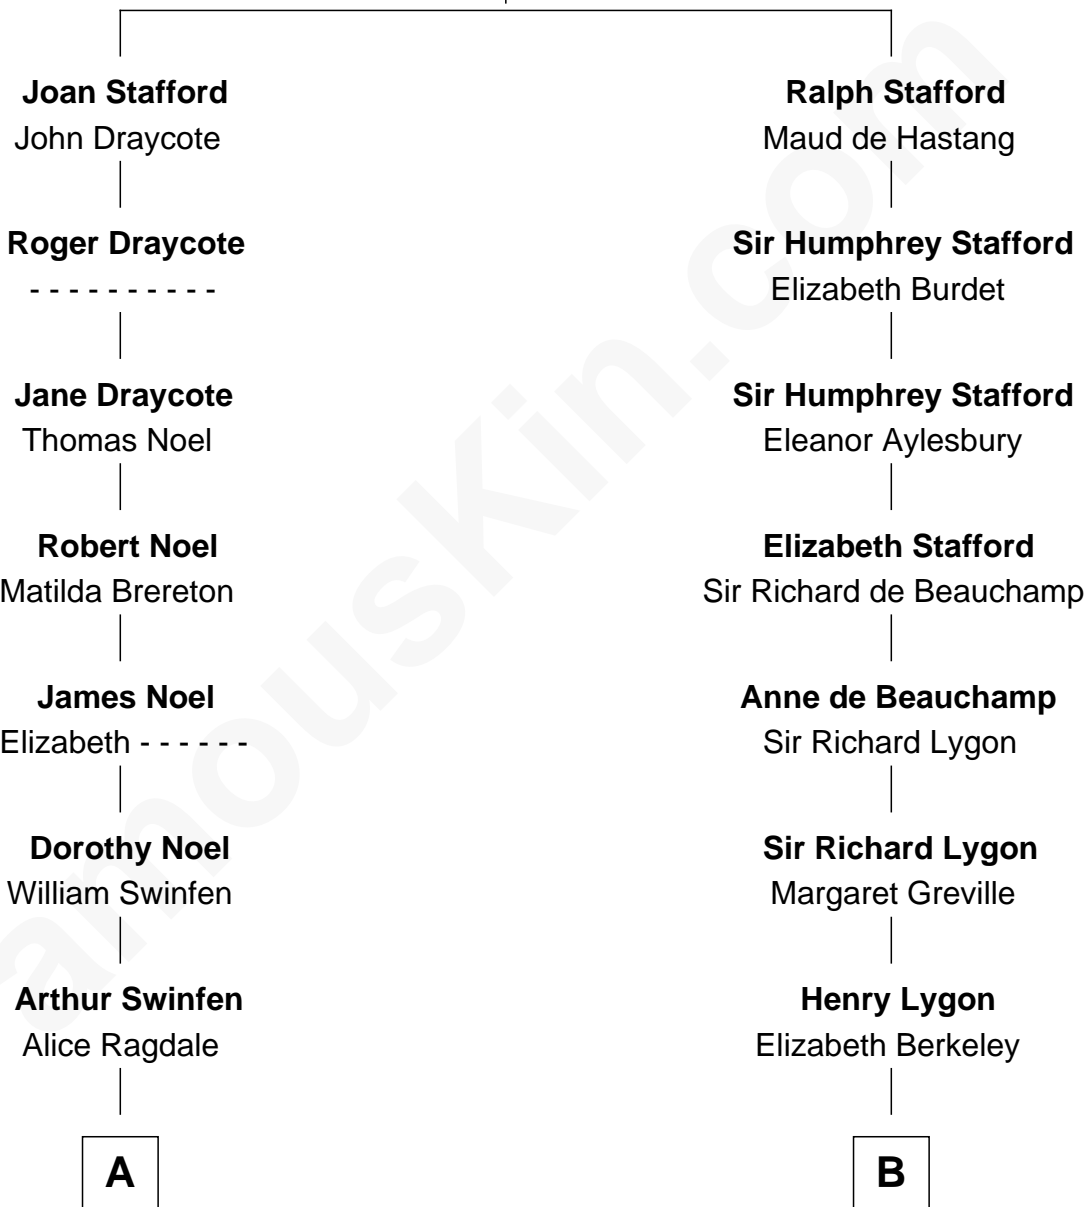 Joan Stafford
John Draycote
Roger Draycote
- - - - - - - - - -
Jane Draycote
Thomas Noel
Robert Noel
Matilda Brereton
James Noel
Elizabeth - - - - - -
Dorothy Noel
William Swinfen
Arthur Swinfen
Alice Ragdale
A
Ralph Stafford
Maud de Hastang
Sir Humphrey Stafford
Elizabeth Burdet
Sir Humphrey Stafford
Eleanor Aylesbury
Elizabeth Stafford
Sir Richard de Beauchamp
Anne de Beauchamp
Sir Richard Lygon
Sir Richard Lygon
Margaret Greville
Henry Lygon
Elizabeth Berkeley
B
amouskin.com